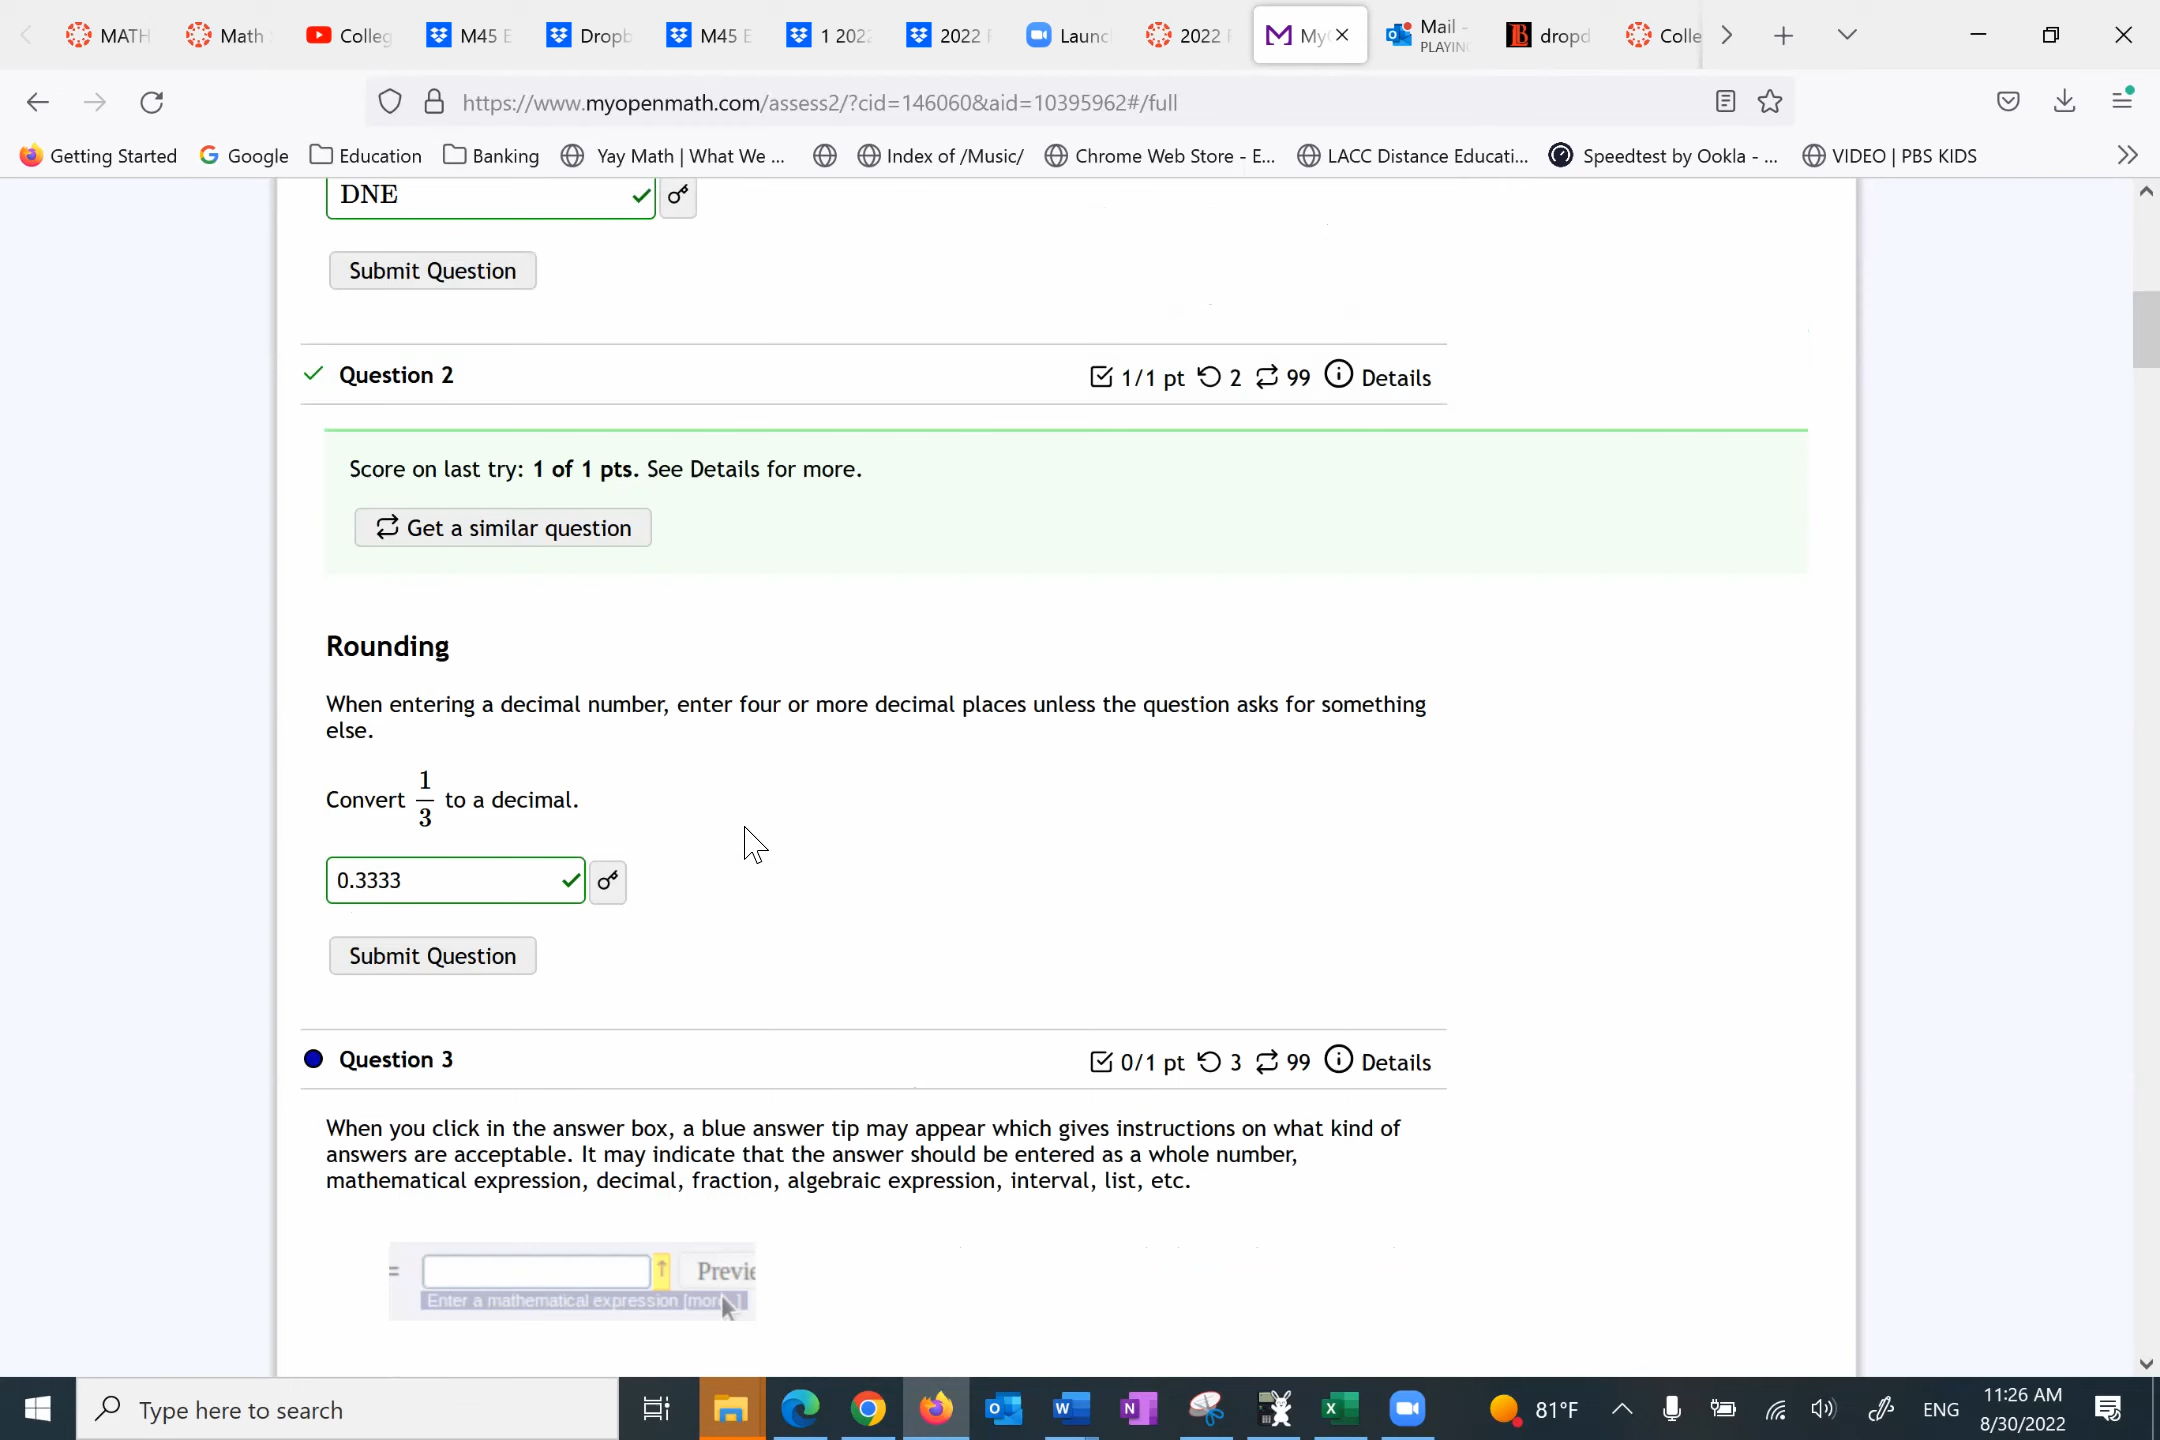 MATH
Math
Colleg
M45 E
Dropb
M45 E
1 2022
2022 F
Launc
2022 F
My
Mail -
PLAYING
dropd
Colle
https://www.myopenmath.com/assess2/?cid=146060&aid=10395962#/full
Getting Started
Google
Education
Banking
Yay Math | What We ...
Index of /Music/
Chrome Web Store - E...
LACC Distance Educati...
Speedtest by Ookla - ...
VIDEO | PBS KIDS
DNE
Submit Question
Question 2
1/1 pt 2 99 Details
Score on last try: 1 of 1 pts. See Details for more.
Get a similar question
Rounding
When entering a decimal number, enter four or more decimal places unless the question asks for something
else.
Convert 1/3 to a decimal.
0.3333
Submit Question
Question 3
0/1 pt 3 99 Details
When you click in the answer box, a blue answer tip may appear which gives instructions on what kind of
answers are acceptable. It may indicate that the answer should be entered as a whole number,
mathematical expression, decimal, fraction, algebraic expression, interval, list, etc.
= Previe
Enter a mathematical expression [mor
Type here to search
81°F
ENG
11:26 AM
8/30/2022